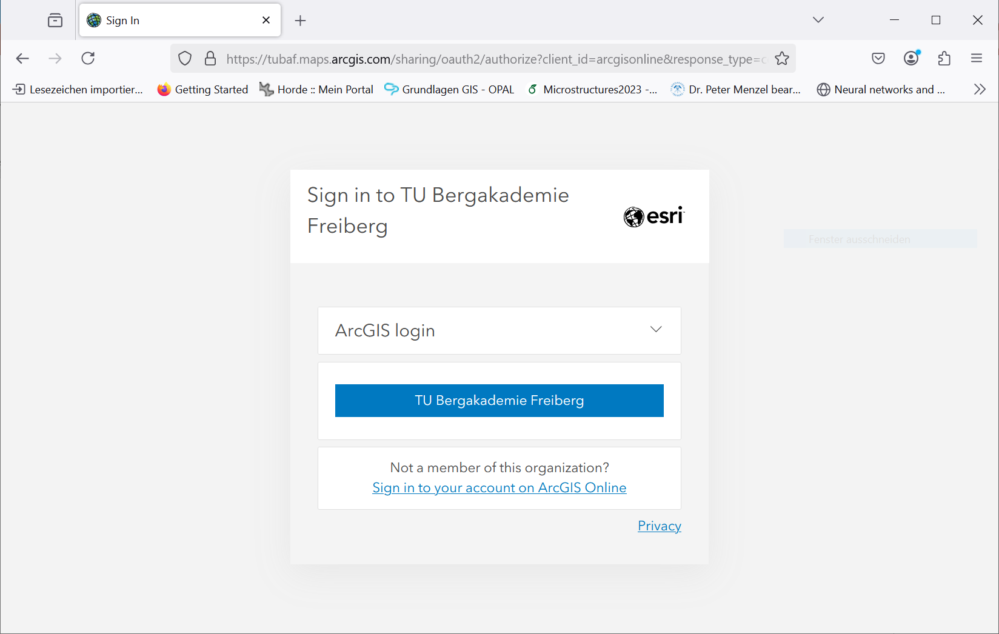 Sign In
https://tubaf.maps.arcgis.com/sharing/oauth2/authorize?client_id=arcgisonline&response_type=c
Lesezeichen importier... Getting Started Horde :: Mein Portal Grundlagen GIS - OPAL Microstructures2023 -... Dr. Peter Menzel bear... Neural networks and ...
Sign in to TU Bergakademie
Freiberg
esri
Fenster ausschneiden
ArcGIS login
TU Bergakademie Freiberg
Not a member of this organization?
Sign in to your account on ArcGIS Online
Privacy